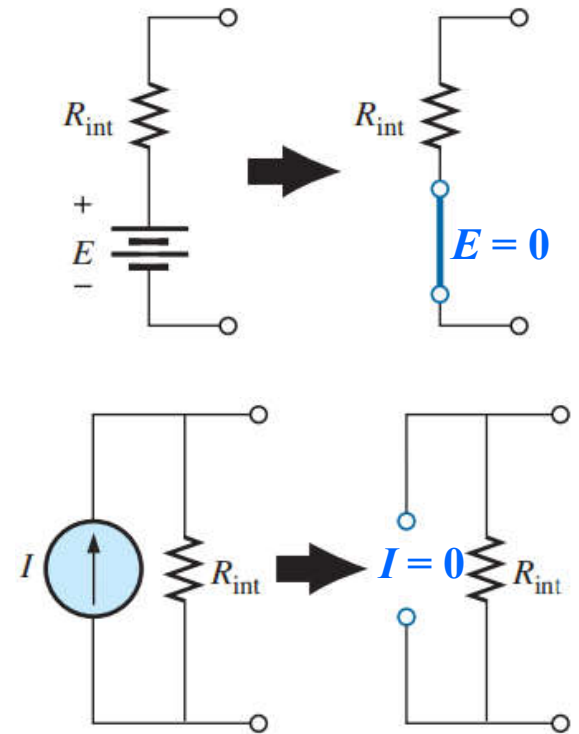 R_int
+
E
−
R_int
E = 0
I
R_int
I = 0
R_int